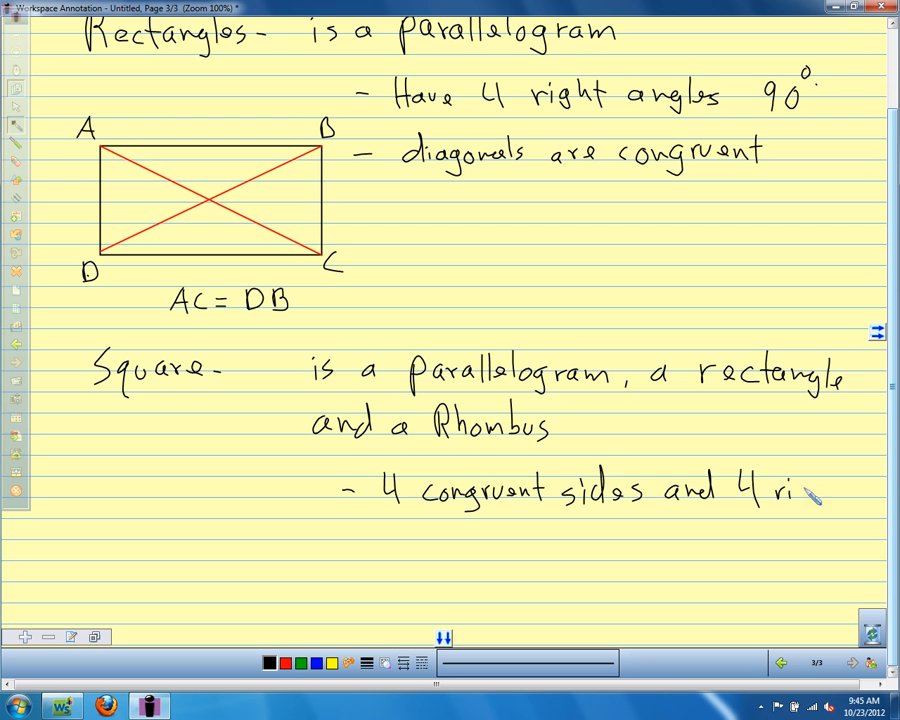 Workspace Annotation - Untitled, Page 3/3 (Zoom 100%) *
Rectangles- is a parallelogram
- Have 4 right angles 90°
A B
- diagonals are congruent
D C
AC = DB
Square- is a parallelogram, a rectangle
and a Rhombus
- 4 congruent sides and 4 ri
3/3
9:45 AM
10/23/2012